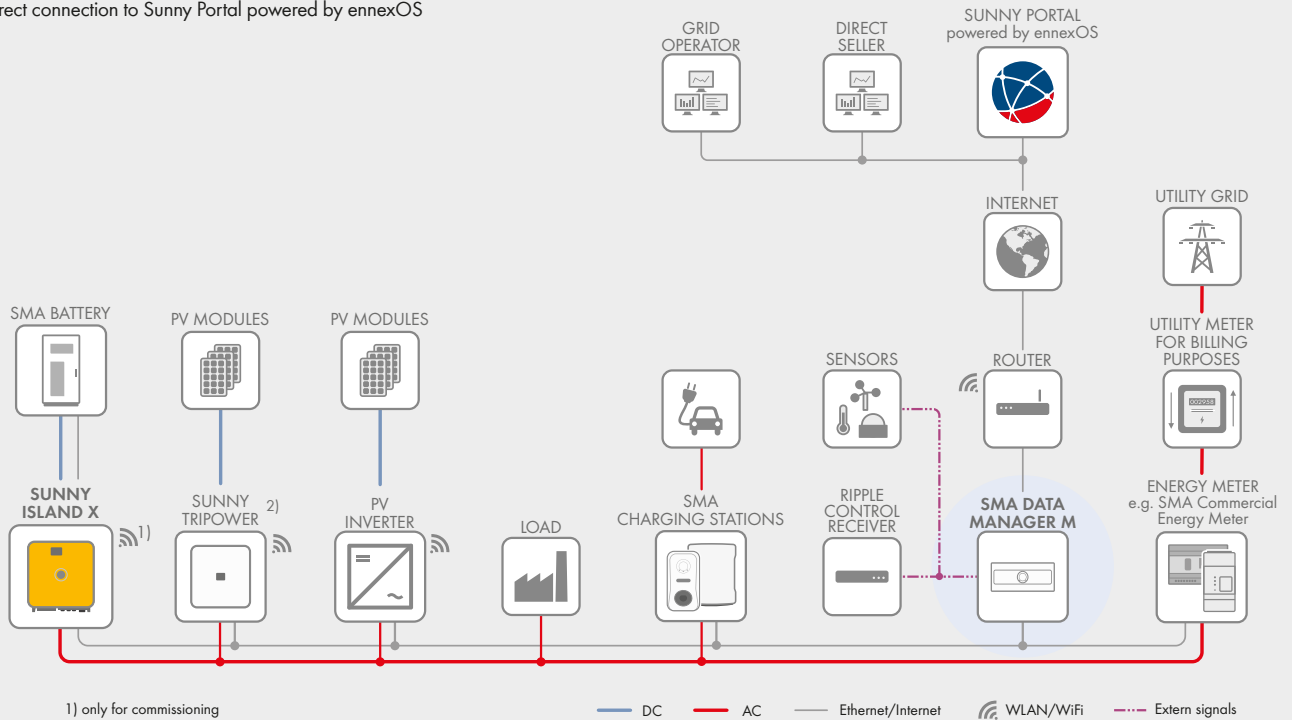 rect connection to Sunny Portal powered by ennexOS
SUNNY PORTAL
powered by ennexOS
GRID
OPERATOR
DIRECT
SELLER
INTERNET
UTILITY GRID
SMA BATTERY
PV MODULES
PV MODULES
UTILITY METER
FOR BILLING
PURPOSES
SENSORS
ROUTER
002958
SUNNY
ISLAND X
1)
SUNNY
TRIPOWER 2)
PV
INVERTER
LOAD
SMA
CHARGING STATIONS
RIPPLE
CONTROL
RECEIVER
SMA DATA
MANAGER M
ENERGY METER
e.g. SMA Commercial
Energy Meter
1) only for commissioning
DC
AC
Ethernet/Internet
WLAN/WiFi
Extern signals